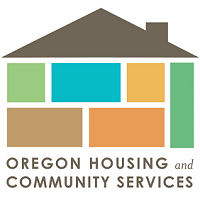 OREGON HOUSING and
COMMUNITY SERVICES